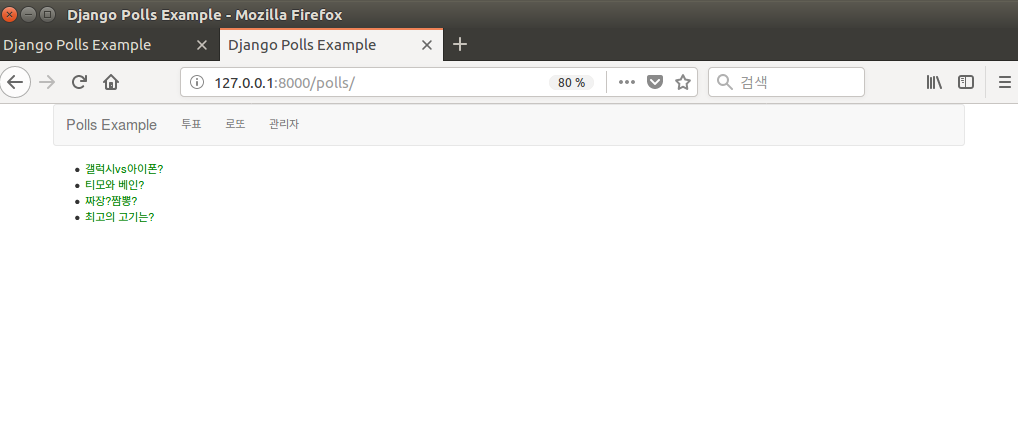 Django Polls Example - Mozilla Firefox
Django Polls Example
Django Polls Example
127.0.0.1:8000/polls/
80 %
검색
Polls Example
투표
로또
관리자
갤럭시vs아이폰?
티모와 베인?
짜장?짬뽕?
최고의 고기는?